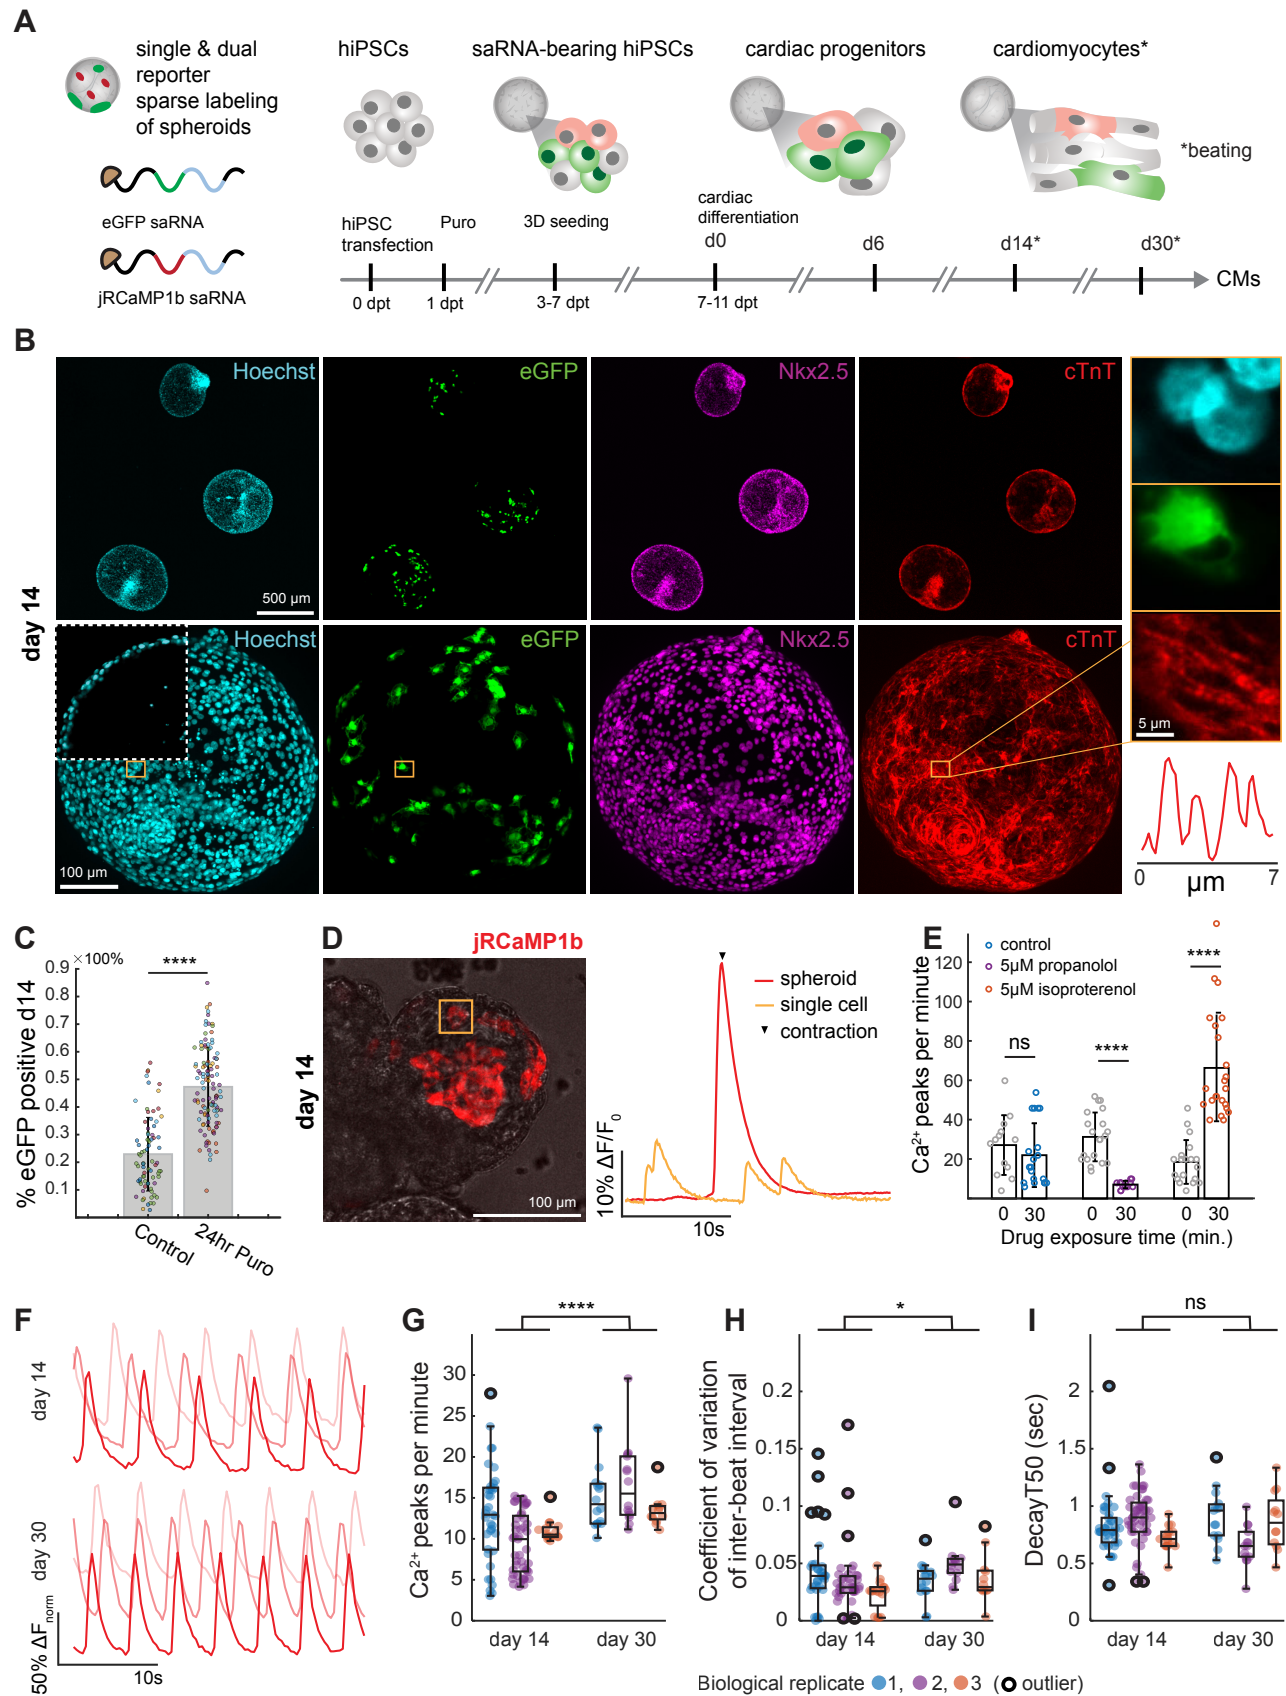 A
single & dual
reporter
sparse labeling
of spheroids
eGFP saRNA
jRCaMP1b saRNA
hiPSCs
saRNA-bearing hiPSCs
cardiac progenitors
cardiomyocytes*
*beating
hiPSC
transfection
Puro
3D seeding
cardiac
differentiation
d0
d6
d14*
d30*
CMs
0 dpt
1 dpt
3-7 dpt
7-11 dpt
B
day 14
Hoechst
eGFP
Nkx2.5
cTnT
500 µm
Hoechst
eGFP
Nkx2.5
cTnT
100 µm
5 µm
0
µm
7
C
×100%
% eGFP positive d14
0.9
0.8
0.7
0.6
0.5
0.4
0.3
0.2
0.1
****
Control
24hr Puro
D
jRCaMP1b
day 14
100 µm
spheroid
single cell
contraction
10% ΔF/F0
10s
E
control
5µM propanolol
5µM isoproterenol
Ca2+ peaks per minute
120
100
80
60
40
20
ns
****
****
0 30 0 30 0 30
Drug exposure time (min.)
F
day 14
day 30
50% ΔFnorm
10s
G
****
Ca2+ peaks per minute
30
25
20
15
10
5
0
day 14 day 30
H
*
Coefficient of variation
of inter-beat interval
0.2
0.15
0.1
0.05
0
day 14 day 30
I
ns
DecayT50 (sec)
2
1.5
1
0.5
0
day 14 day 30
Biological replicate 1, 2, 3 ( outlier)